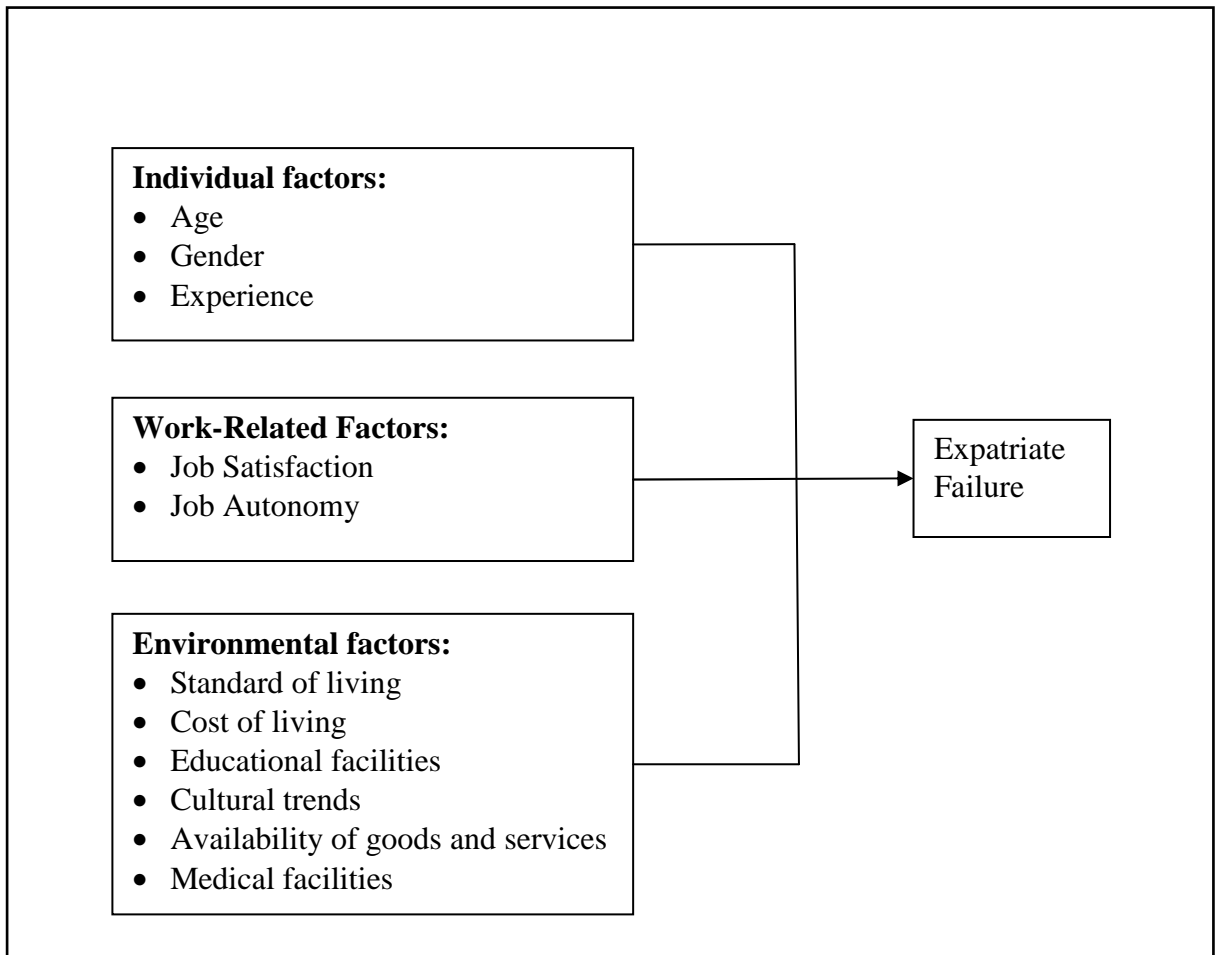 Individual factors:
• Age
• Gender
• Experience
Work-Related Factors:
• Job Satisfaction
• Job Autonomy
Expatriate
Failure
Environmental factors:
• Standard of living
• Cost of living
• Educational facilities
• Cultural trends
• Availability of goods and services
• Medical facilities